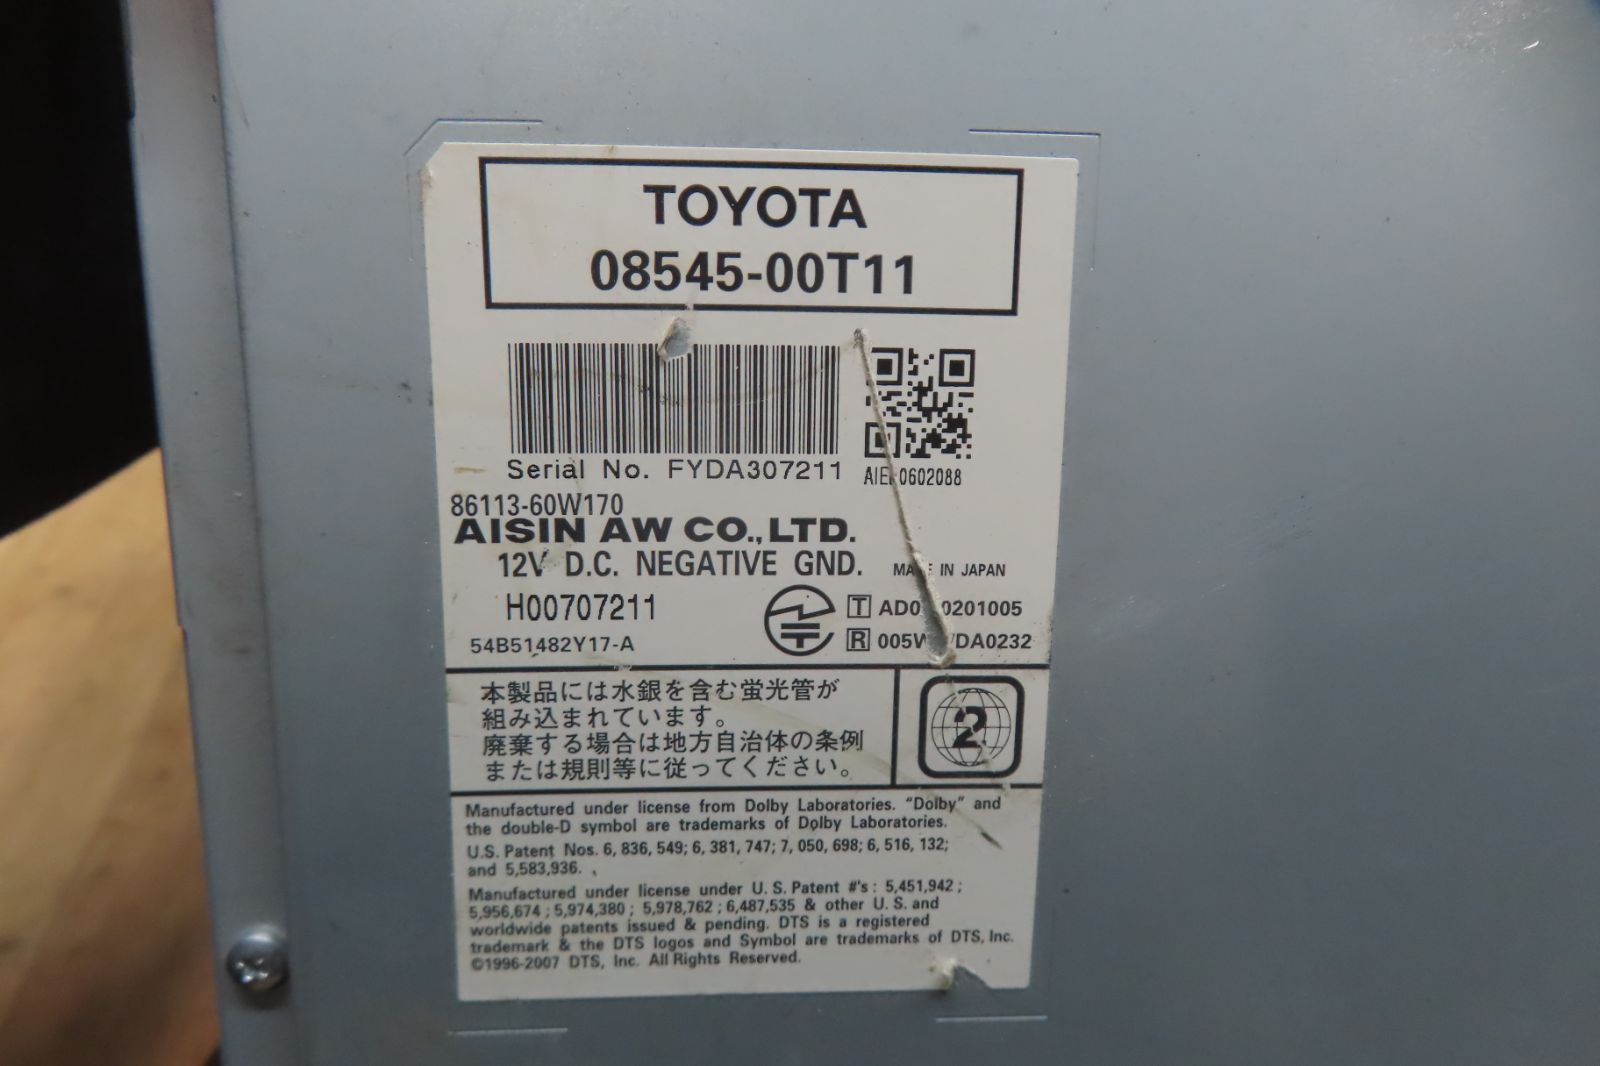 TOYOTA
08545-00T11
Serial No. FYDA307211
0602088
86113-60W170
AISIN AW CO.,LTD.
12V D.C. NEGATIVE GND.
IN JAPAN
H00707211
T
R
54B51482Y17-A
本製品には水銀を含む蛍光管が
組み込まれています。
廃棄する場合は地方自治体の条例
または規則等に従ってください。
2
Manufactured under license from Dolby Laboratories. "Dolby" and
the double-D symbol are trademarks of Dolby Laboratories.
U.S. Patent Nos. 6, 836, 549; 6, 381, 747; 7, 050, 698; 6, 516, 132;
and 5,583,936.
Manufactured under license under U. S. Patent #'s : 5,451,942 ;
5,956,674 ; 5,974,380 ; 5,978,762 ; 6,487,535 & other U. S. and
worldwide patents issued & pending. DTS is a registered
trademark & the DTS logos and Symbol are trademarks of DTS, Inc.
©1996-2007 DTS, Inc. All Rights Reserved.